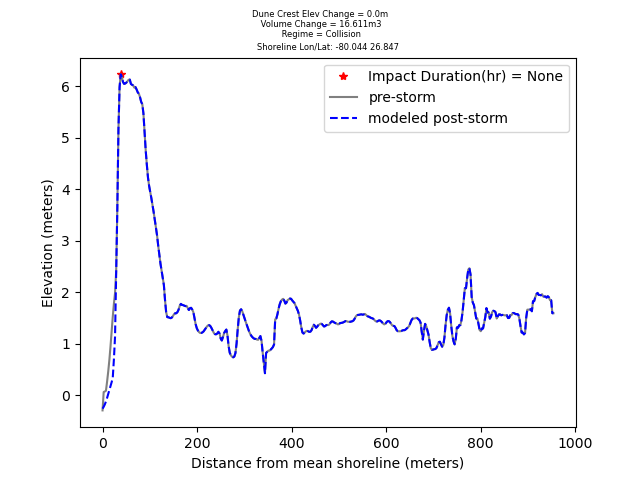 Dune Crest Elev Change = 0.0m
Volume Change = 16.611m3
Regime = Collision
Shoreline Lon/Lat: -80.044 26.847
Impact Duration(hr) = None
pre-storm
modeled post-storm
Elevation (meters)
6
5
4
3
2
1
0
0 200 400 600 800 1000
Distance from mean shoreline (meters)